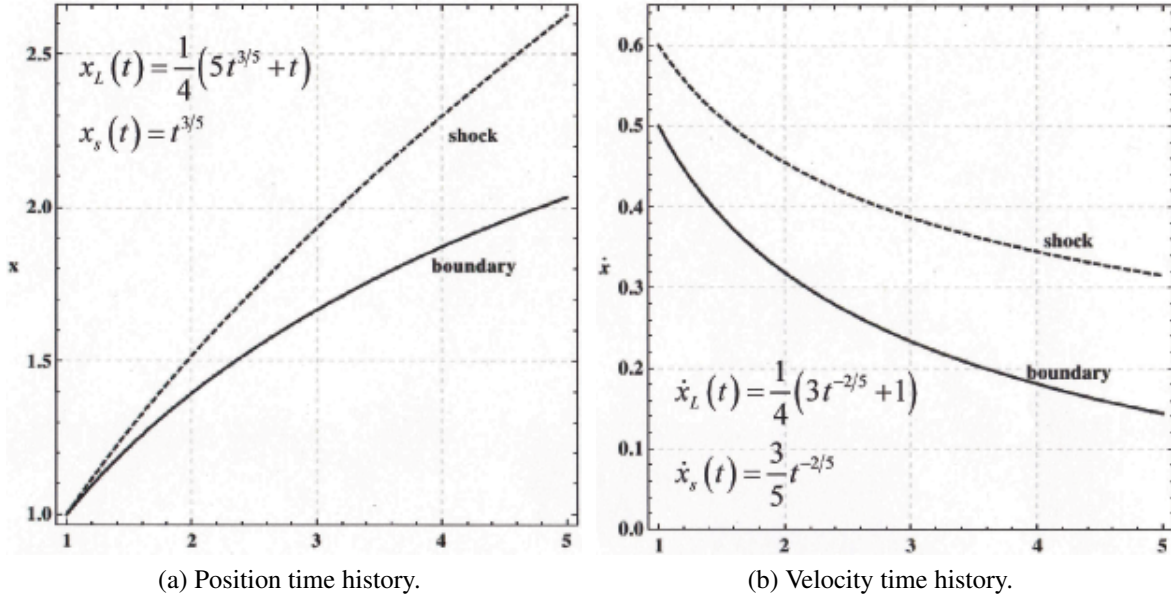 2.5
2.0
1.5
1.0
x
x_L(t) = 1/4 (5t^{3/5} + t)
x_s(t) = t^{3/5}
shock
boundary
1 2 3 4 5
(a) Position time history.
0.6
0.5
0.4
0.3
0.2
0.1
0.0
ẋ
shock
boundary
ẋ_L(t) = 1/4 (3t^{-2/5} + 1)
ẋ_s(t) = 3/5 t^{-2/5}
1 2 3 4 5
(b) Velocity time history.